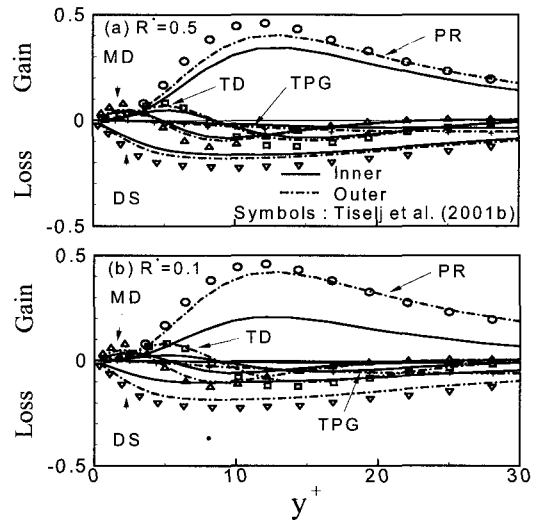 0.5
(a) R*=0.5
MD
TD
TPG
PR
Gain
0
Loss
DS
Inner
Outer
Symbols : Tiselj et al. (2001b)
-0.5
0.5
(b) R*=0.1
MD
TD
PR
Gain
0
Loss
DS
TPG
-0.5
0 10 20 30
y+